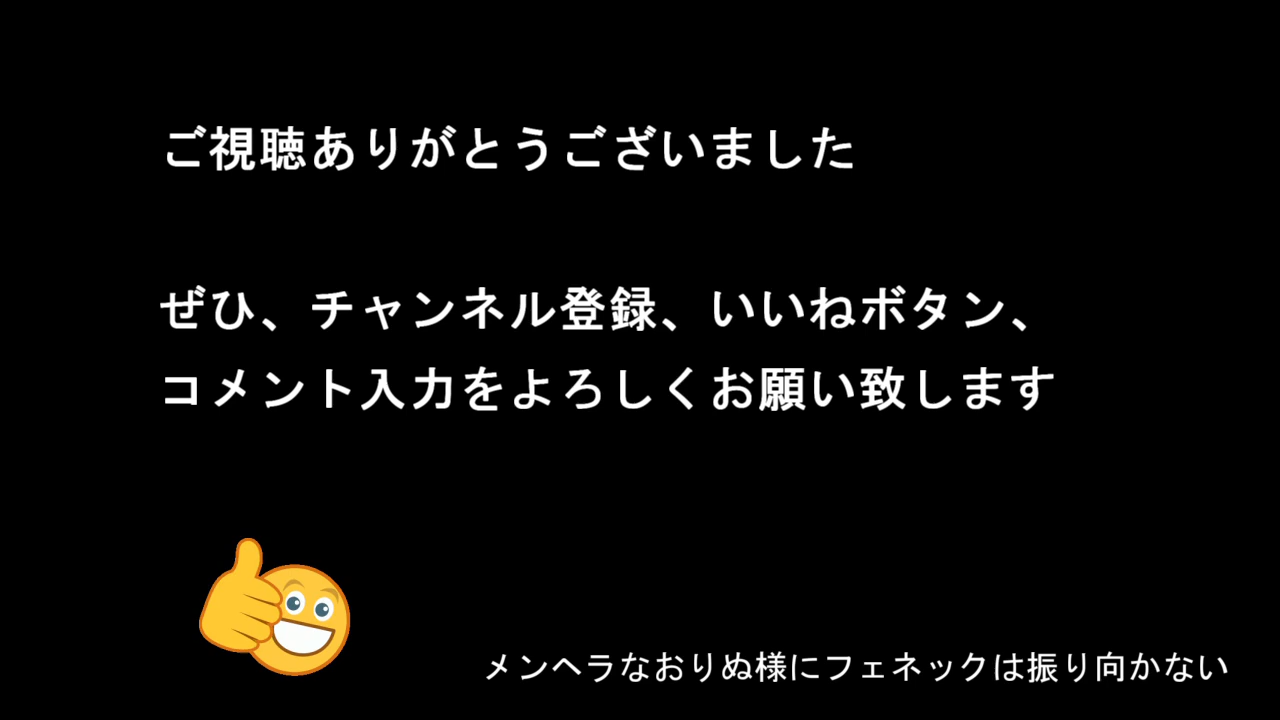 ご視聴ありがとうございました
ぜひ、チャンネル登録、いいねボタン、
コメント入力をよろしくお願い致します
メンヘラなおりぬ様にフェネックは振り向かない